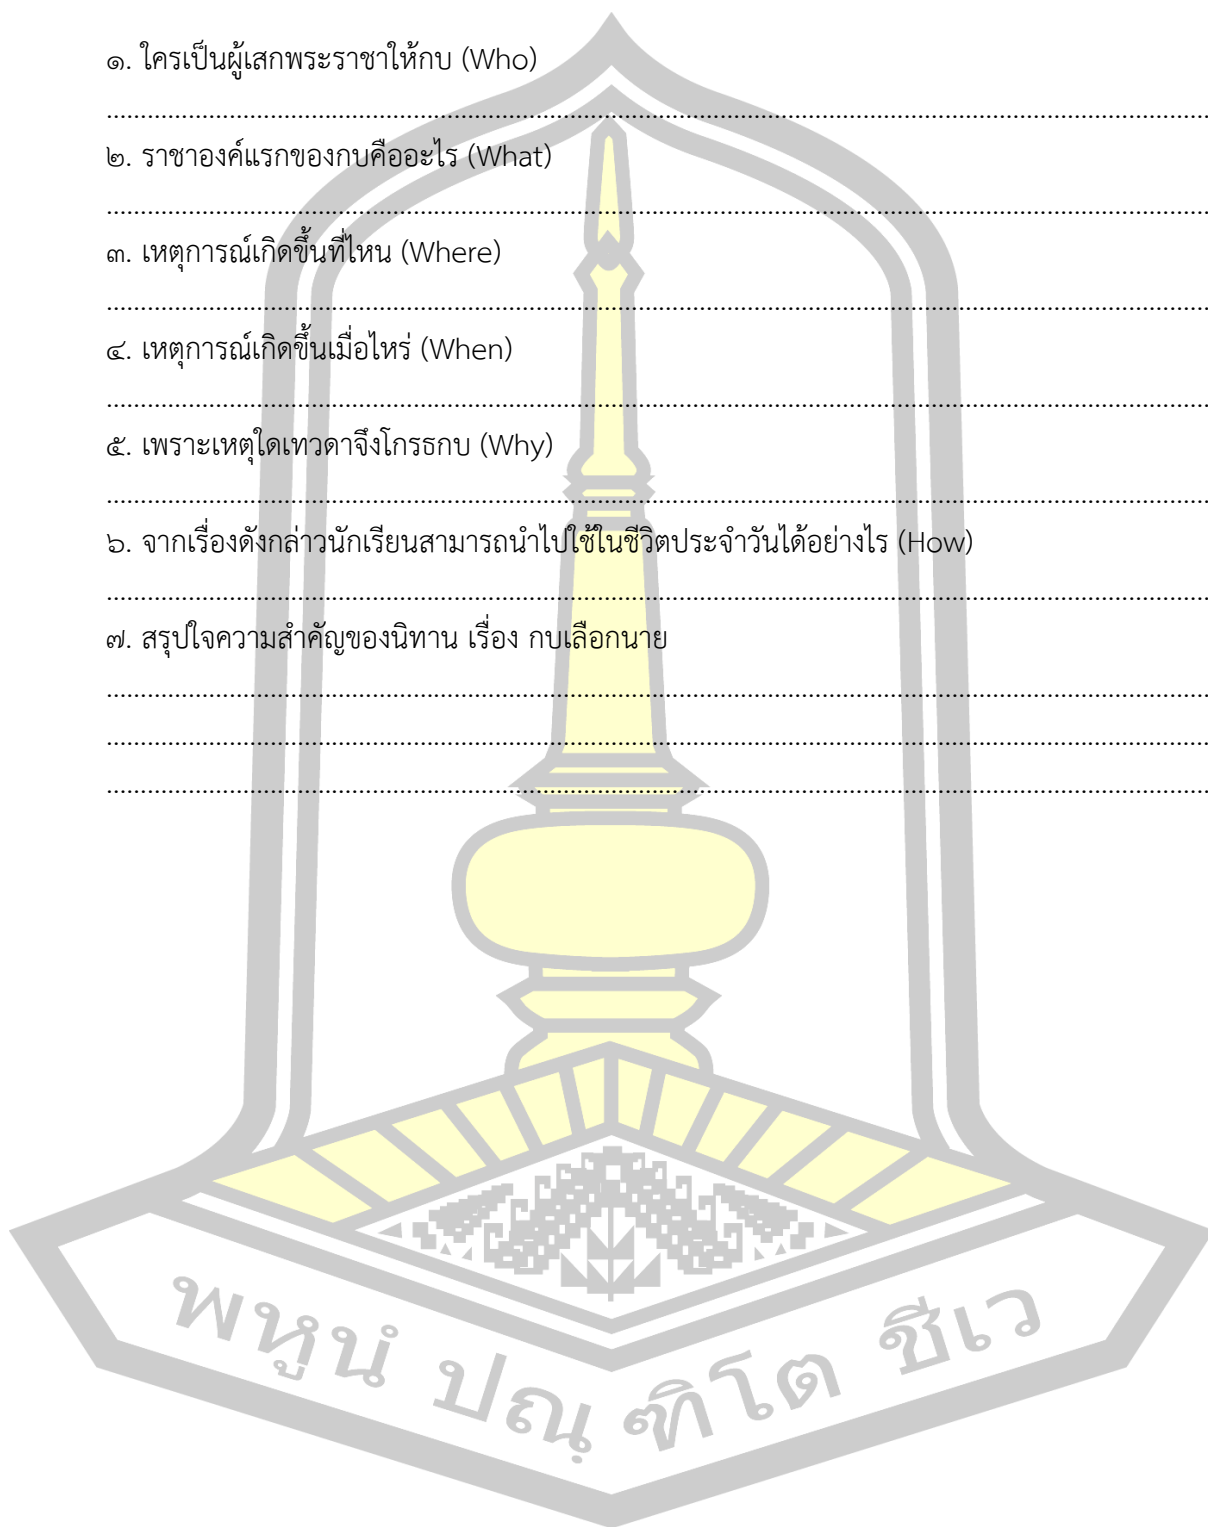 ๑. ใครเป็นผู้เสกพระราชาให้กบ (Who)
................................................................................
๒. ราชาองค์แรกของกบคืออะไร (What)
................................................................................
๓. เหตุการณ์เกิดขึ้นที่ไหน (Where)
................................................................................
๔. เหตุการณ์เกิดขึ้นเมื่อไหร่ (When)
................................................................................
๕. เพราะเหตุใดเทวดาจึงโกรธกบ (Why)
................................................................................
๖. จากเรื่องดังกล่าวนักเรียนสามารถนำไปใช้ในชีวิตประจำวันได้อย่างไร (How)
................................................................................
๗. สรุปใจความสำคัญของนิทาน เรื่อง กบเลือกนาย
................................................................................
................................................................................
................................................................................
พหูนํ ปณฺ ฑิโต ชีเว